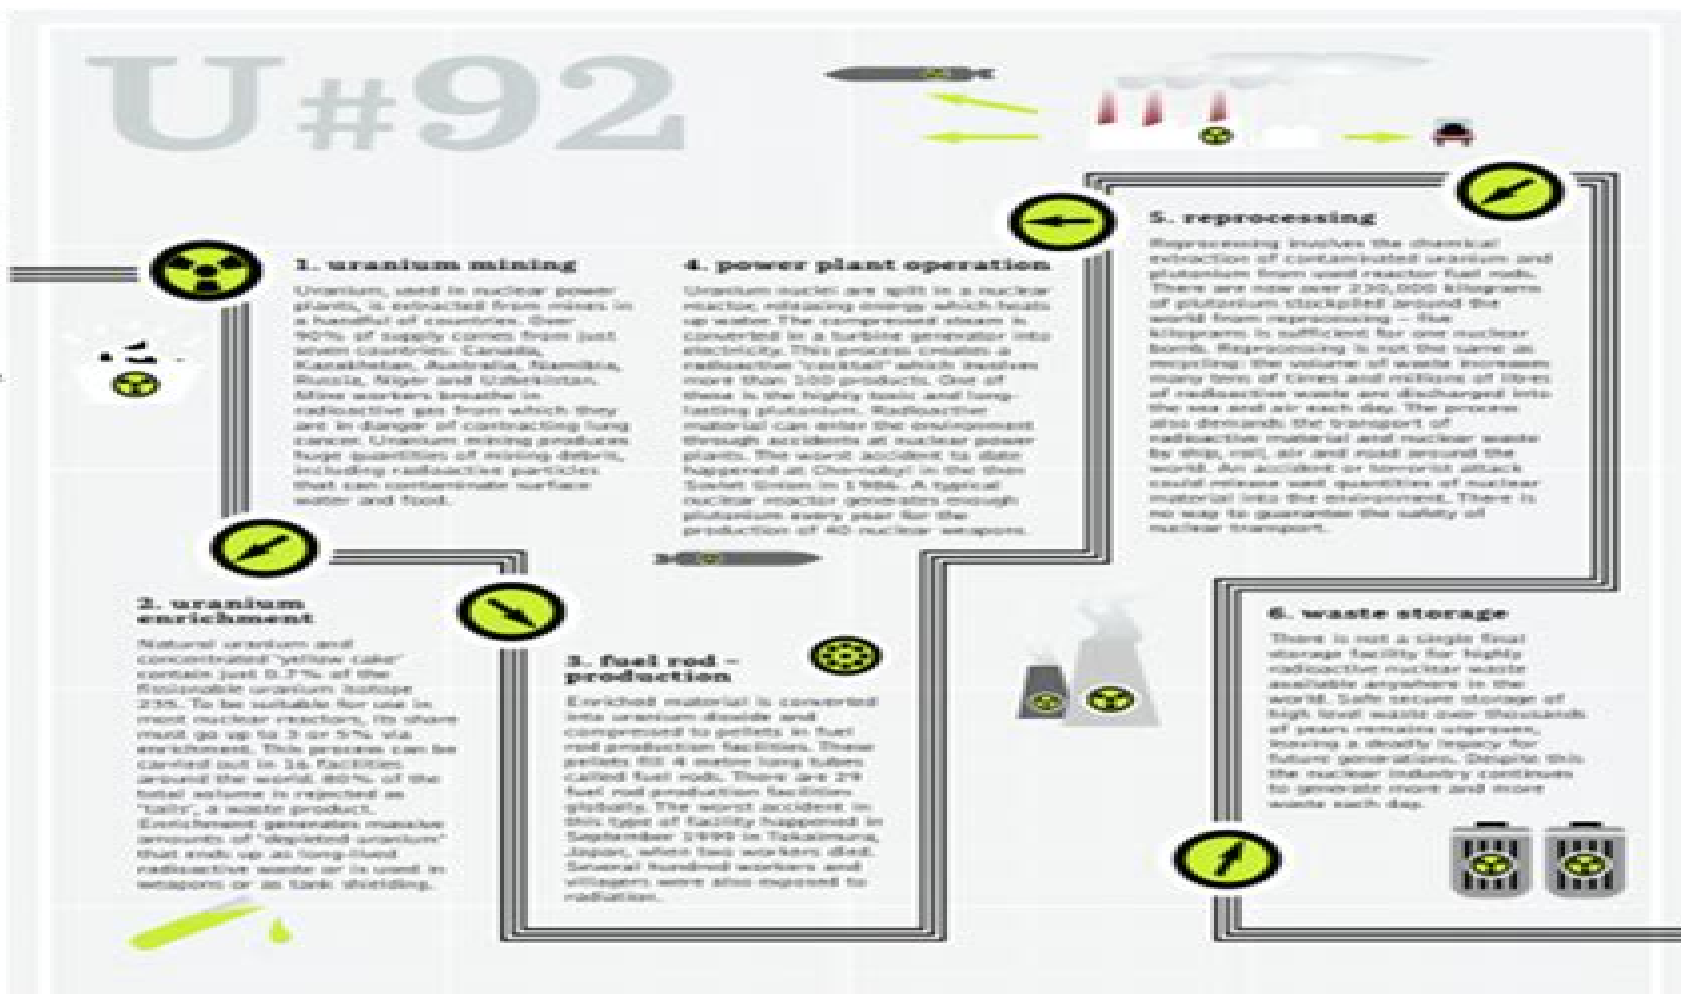 U#92
1. uranium mining
Uranium, used in nuclear power
plants, is extracted from mines in
a handful of countries. Over
90% of supply comes from just
seven countries: Canada,
Kazakhstan, Australia, Namibia,
Russia, Niger and Uzbekistan.
Mine workers breathe in
radioactive gas from which they
are in danger of contracting lung
cancer. Uranium mining produces
huge quantities of mining debris,
including radioactive particles
that can contaminate surface
water and food.
2. uranium
enrichment
Natural uranium and
concentrated "yellow cake"
contain just 0.7% of the
fissionable uranium isotope
235. To be suitable for use in
most nuclear reactors, its share
must go up to 3 or 5% via
enrichment. This process can be
carried out in 16 facilities
around the world. 80% of the
total volume is rejected as
"tails", a waste product.
Enrichment generates massive
amounts of "depleted uranium"
that ends up as long-lived
radioactive waste or is used in
weapons or as tank shielding.
3. fuel rod –
production
Enriched material is converted
into uranium dioxide and
compressed to pellets in fuel
rod production facilities. These
pellets fill 4 metre long tubes
called fuel rods. There are 29
fuel rod production facilities
globally. The worst accident in
this type of facility happened in
September 1999 in Tokaimura,
Japan, when two workers died.
Several hundred workers and
villagers were also exposed to
radiation.
4. power plant operation
Uranium nuclei are split in a nuclear
reactor, releasing energy which heats
up water. The compressed steam is
converted in a turbine generator into
electricity. This process creates a
radioactive "cocktail" which involves
more than 100 products. One of
these is the highly toxic and long-
lasting plutonium. Radioactive
material can enter the environment
through accidents at nuclear power
plants. The worst accident to date
happened at Chernobyl in the then
Soviet Union in 1986. A typical
nuclear reactor generates enough
plutonium every year for the
production of 40 nuclear weapons.
5. reprocessing
Reprocessing involves the chemical
extraction of contaminated uranium and
plutonium from used reactor fuel rods.
There are now over 230,000 kilograms
of plutonium stockpiled around the
world from reprocessing – five
kilograms is sufficient for one nuclear
bomb. Reprocessing is not the same as
recycling: the volume of waste increases
many tens of times and millions of litres
of radioactive waste are discharged into
the sea and air each day. The process
also demands the transport of
radioactive material and nuclear waste
by ship, rail, air and road around the
world. An accident or terrorist attack
could release vast quantities of nuclear
material into the environment. There is
no way to guarantee the safety of
nuclear transport.
6. waste storage
There is not a single final
storage facility for highly
radioactive nuclear waste
available anywhere in the
world. Safe secure storage of
high level waste over thousands
of years remains unproven,
leaving a deadly legacy for
future generations. Despite this
the nuclear industry continues
to generate more and more
waste each day.